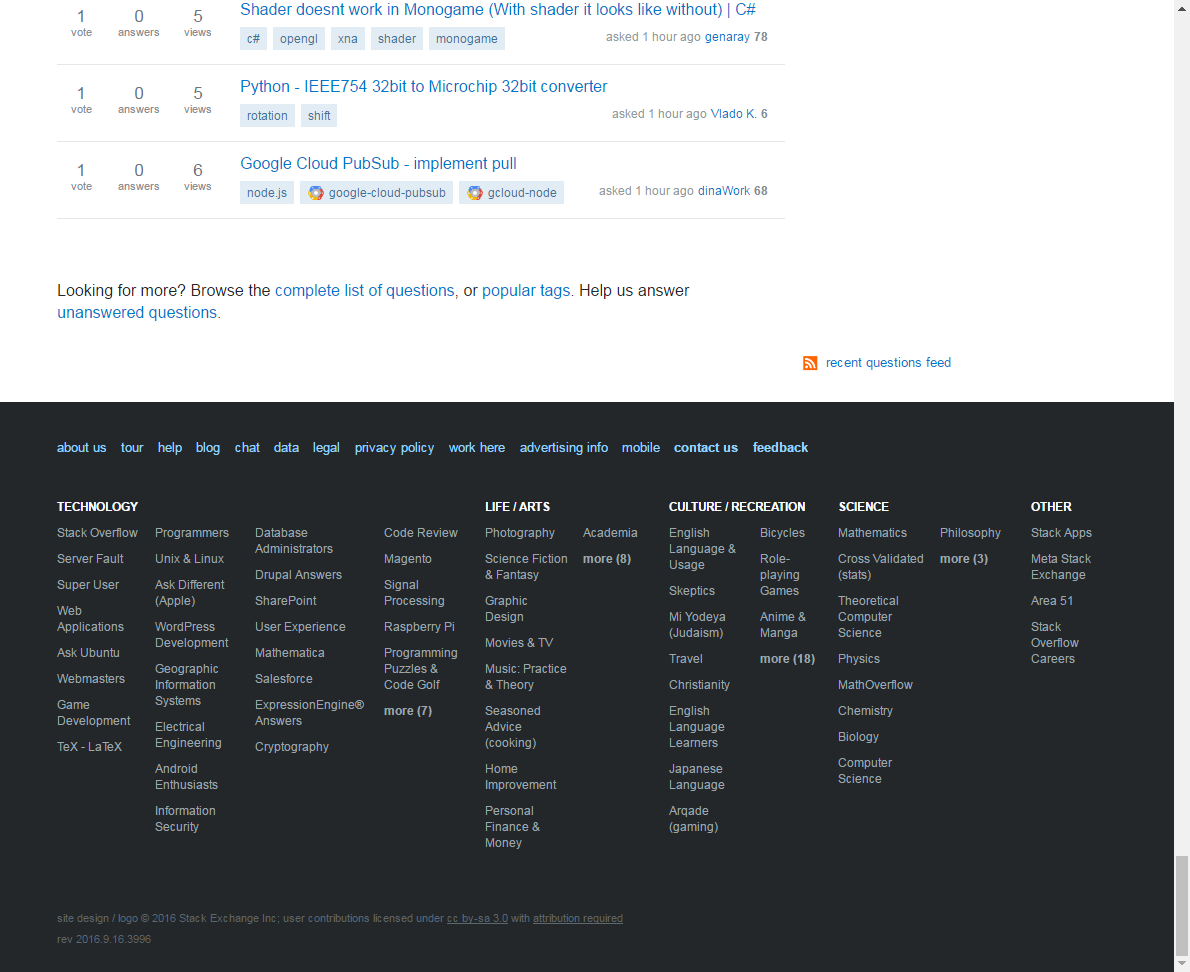 Shader doesnt work in Monogame (With shader it looks like without) | C#
1 0 5
vote answers views
c# opengl xna shader monogame
asked 1 hour ago genaray 78
Python - IEEE754 32bit to Microchip 32bit converter
1 0 5
vote answers views
rotation shift
asked 1 hour ago Vlado K. 6
Google Cloud PubSub - implement pull
1 0 6
vote answers views
node.js google-cloud-pubsub gcloud-node
asked 1 hour ago dinaWork 68
Looking for more? Browse the complete list of questions, or popular tags. Help us answer
unanswered questions.
recent questions feed
about us tour help blog chat data legal privacy policy work here advertising info mobile contact us feedback
TECHNOLOGY
Stack Overflow
Server Fault
Super User
Web
Applications
Ask Ubuntu
Webmasters
Game
Development
TeX - LaTeX
Programmers
Unix & Linux
Ask Different
(Apple)
WordPress
Development
Geographic
Information
Systems
Electrical
Engineering
Android
Enthusiasts
Information
Security
Database
Administrators
Drupal Answers
SharePoint
User Experience
Mathematica
Salesforce
ExpressionEngine®
Answers
Cryptography
Code Review
Magento
Signal
Processing
Raspberry Pi
Programming
Puzzles &
Code Golf
more (7)
LIFE / ARTS
Photography
Science Fiction
& Fantasy
Graphic
Design
Movies & TV
Music: Practice
& Theory
Seasoned
Advice
(cooking)
Home
Improvement
Personal
Finance &
Money
Academia
more (8)
CULTURE / RECREATION
English
Language &
Usage
Skeptics
Mi Yodeya
(Judaism)
Travel
Christianity
English
Language
Learners
Japanese
Language
Arqade
(gaming)
Bicycles
Role-
playing
Games
Anime &
Manga
more (18)
SCIENCE
Mathematics
Cross Validated
(stats)
Theoretical
Computer
Science
Physics
MathOverflow
Chemistry
Biology
Computer
Science
Philosophy
more (3)
OTHER
Stack Apps
Meta Stack
Exchange
Area 51
Stack
Overflow
Careers
site design / logo © 2016 Stack Exchange Inc; user contributions licensed under cc by-sa 3.0 with attribution required
rev 2016.9.16.3996